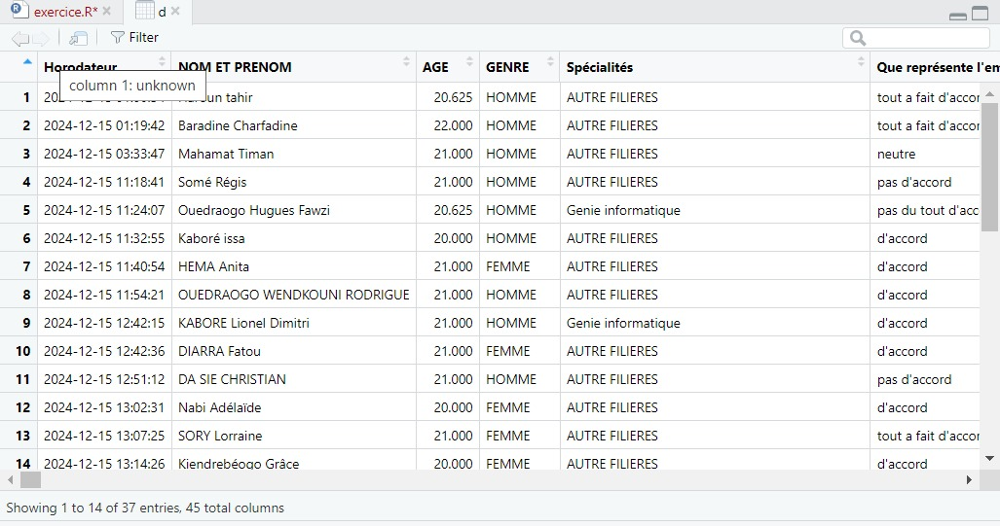 exercice.R*
d
Filter
Horodateur NOM ET PRENOM AGE GENRE Spécialités Que représente l'em
column 1: unknown
1 tahir 20.625 HOMME AUTRE FILIERES tout a fait d'accor
2 2024-12-15 01:19:42 Baradine Charfadine 22.000 HOMME AUTRE FILIERES tout a fait d'accor
3 2024-12-15 03:33:47 Mahamat Timan 21.000 HOMME AUTRE FILIERES neutre
4 2024-12-15 11:18:41 Somé Régis 21.000 HOMME AUTRE FILIERES pas d'accord
5 2024-12-15 11:24:07 Ouedraogo Hugues Fawzi 20.625 HOMME Genie informatique pas du tout d'acc
6 2024-12-15 11:32:55 Kaboré issa 20.000 HOMME AUTRE FILIERES d'accord
7 2024-12-15 11:40:54 HEMA Anita 21.000 FEMME AUTRE FILIERES d'accord
8 2024-12-15 11:54:21 OUEDRAOGO WENDKOUNI RODRIGUE 21.000 HOMME AUTRE FILIERES d'accord
9 2024-12-15 12:42:15 KABORE Lionel Dimitri 21.000 HOMME Genie informatique d'accord
10 2024-12-15 12:42:36 DIARRA Fatou 21.000 FEMME AUTRE FILIERES d'accord
11 2024-12-15 12:51:12 DA SIE CHRISTIAN 21.000 HOMME AUTRE FILIERES pas d'accord
12 2024-12-15 13:02:31 Nabi Adélaïde 20.000 FEMME AUTRE FILIERES d'accord
13 2024-12-15 13:07:25 SORY Lorraine 21.000 FEMME AUTRE FILIERES tout a fait d'accor
14 2024-12-15 13:14:26 Kiendrebéogo Grâce 20.000 FEMME AUTRE FILIERES d'accord
Showing 1 to 14 of 37 entries, 45 total columns